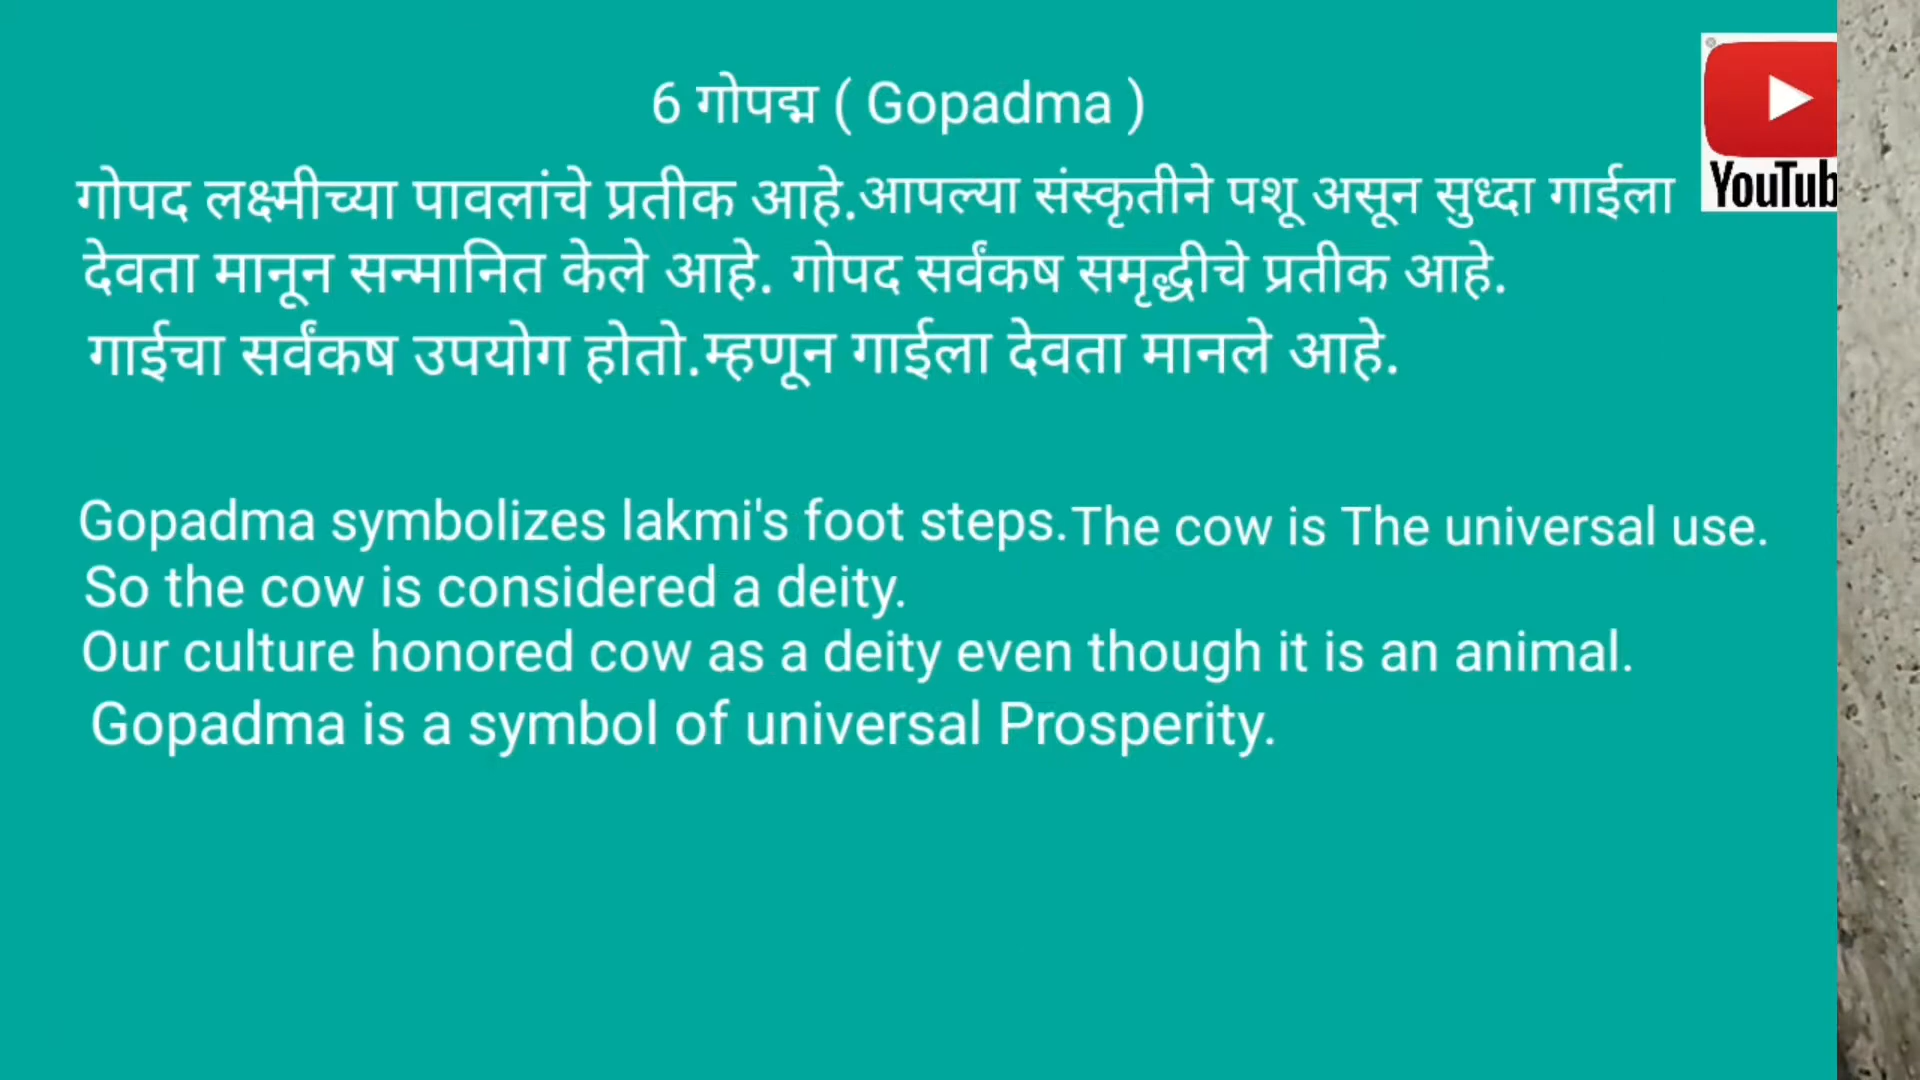 6 गोपद्म ( Gopadma )
गोपद लक्ष्मीच्या पावलांचे प्रतीक आहे.आपल्या संस्कृतीने पशू असून सुध्दा गाईला
देवता मानून सन्मानित केले आहे. गोपद सर्वंकष समृद्धीचे प्रतीक आहे.
गाईचा सर्वंकष उपयोग होतो.म्हणून गाईला देवता मानले आहे.
Gopadma symbolizes lakmi's foot steps.The cow is The universal use.
So the cow is considered a deity.
Our culture honored cow as a deity even though it is an animal.
Gopadma is a symbol of universal Prosperity.
YouTub